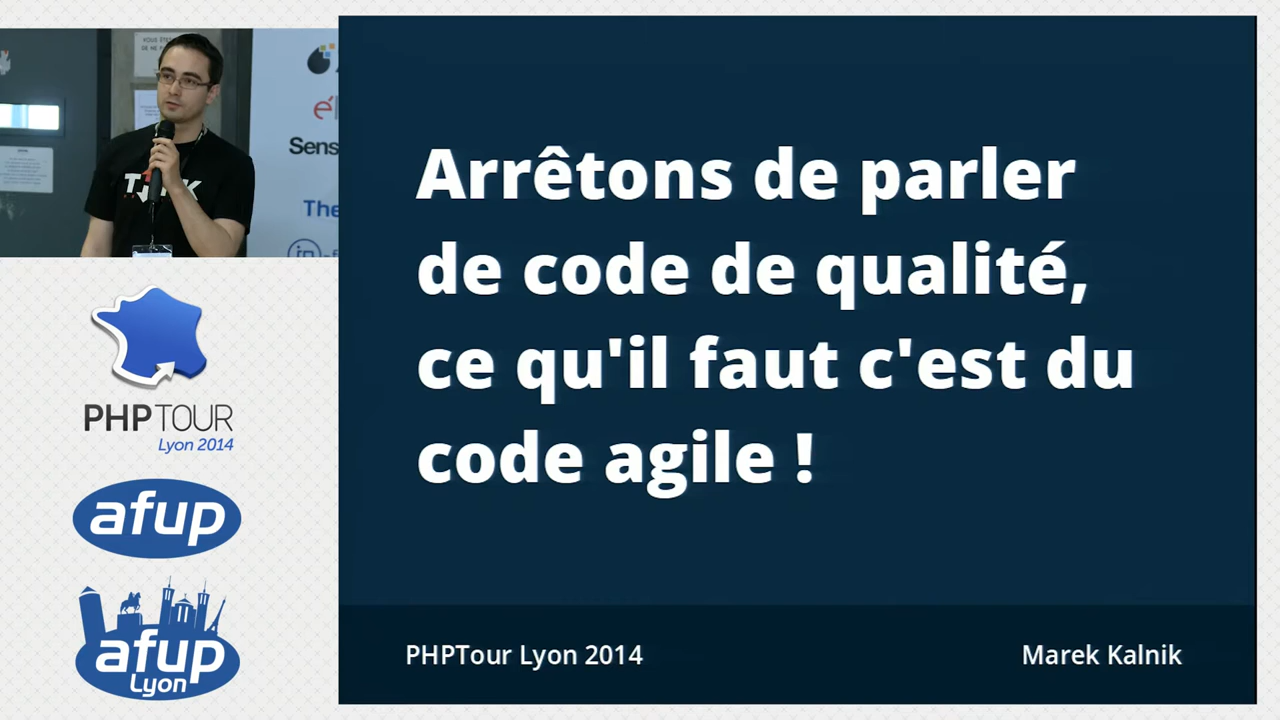 Arrêtons de parler
de code de qualité,
ce qu'il faut c'est du
code agile !
PHPTour Lyon 2014
Marek Kalnik
PHPTOUR
Lyon 2014
afup
afup
Lyon
Sens
The